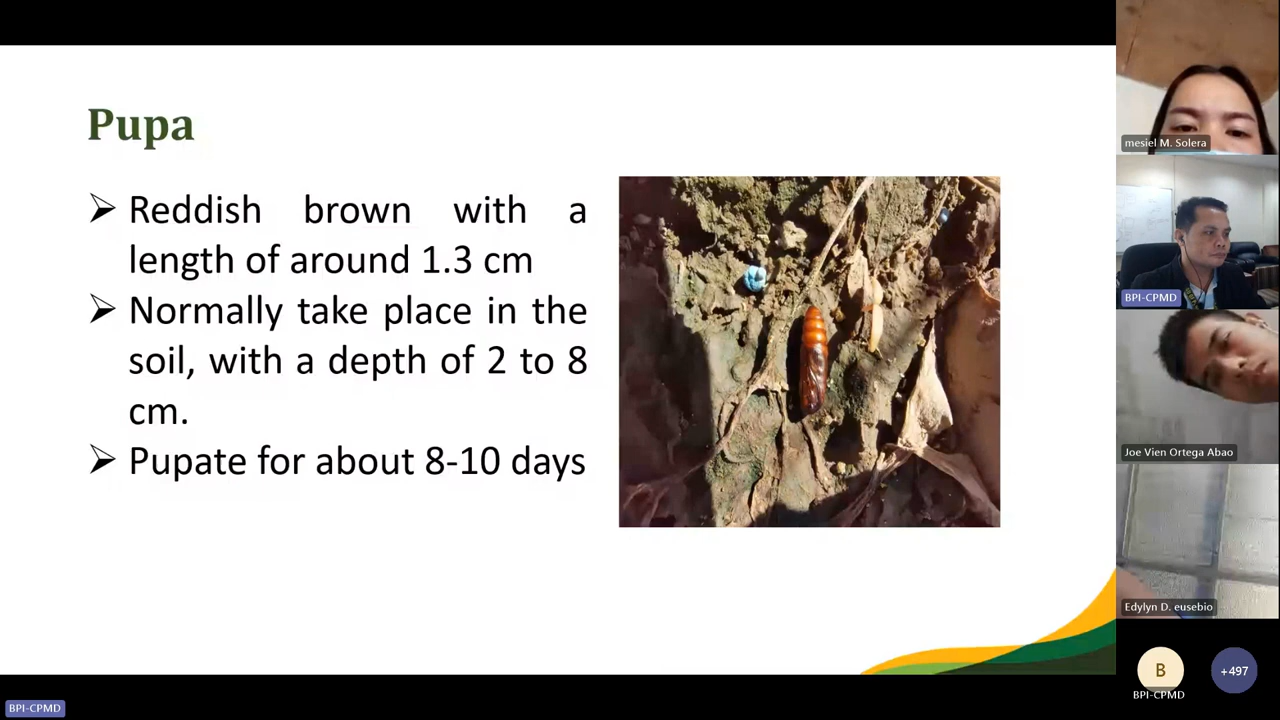 Pupa
➢ Reddish brown with a
length of around 1.3 cm
➢ Normally take place in the
soil, with a depth of 2 to 8
cm.
➢ Pupate for about 8-10 days
mesiel M. Solera
BPI-CPMD
Joe Vien Ortega Abao
Edylyn D. eusebio
B
+497
BPI-CPMD
BPI-CPMD